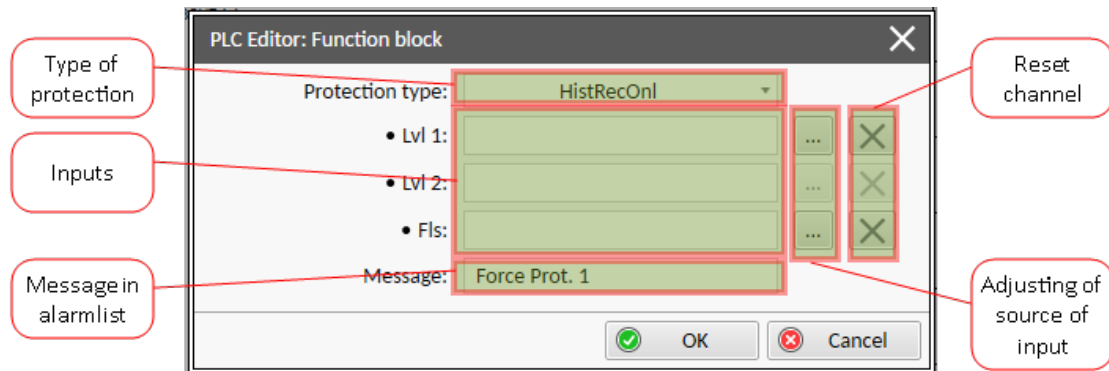 PLC Editor: Function block
Type of
protection
Protection type:
HistRecOnl
Reset
channel
• Lvl 1:
...
Inputs
• Lvl 2:
...
• Fls:
...
Message in
alarmlist
Message:
Force Prot. 1
Adjusting of
source of
input
OK
Cancel